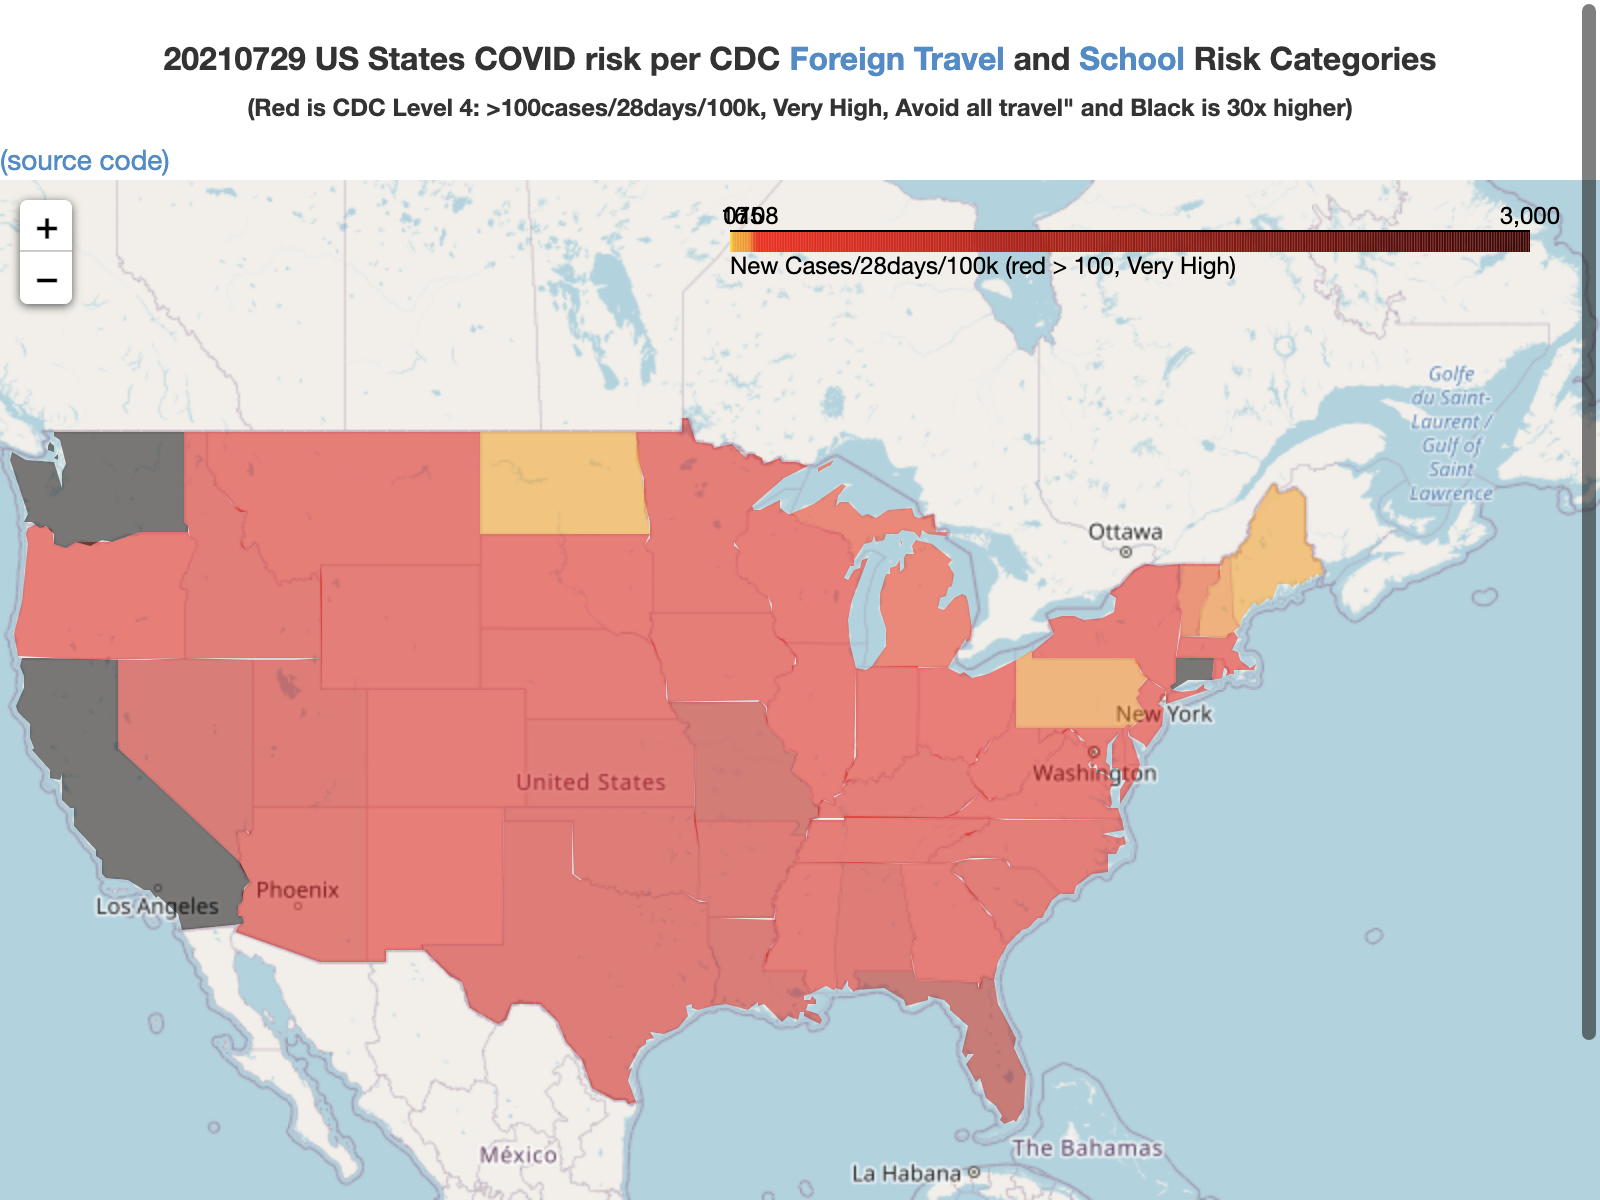 20210729 US States COVID risk per CDC Foreign Travel and School Risk Categories
(Red is CDC Level 4: >100cases/28days/100k, Very High, Avoid all travel" and Black is 30x higher)
(source code)
+
−
3,000
New Cases/28days/100k (red > 100, Very High)
Golfe
du Saint-
Laurent /
Gulf of
Saint
Lawrence
Ottawa
New York
Washington
United States
Phoenix
Los Angeles
México
The Bahamas
La Habana